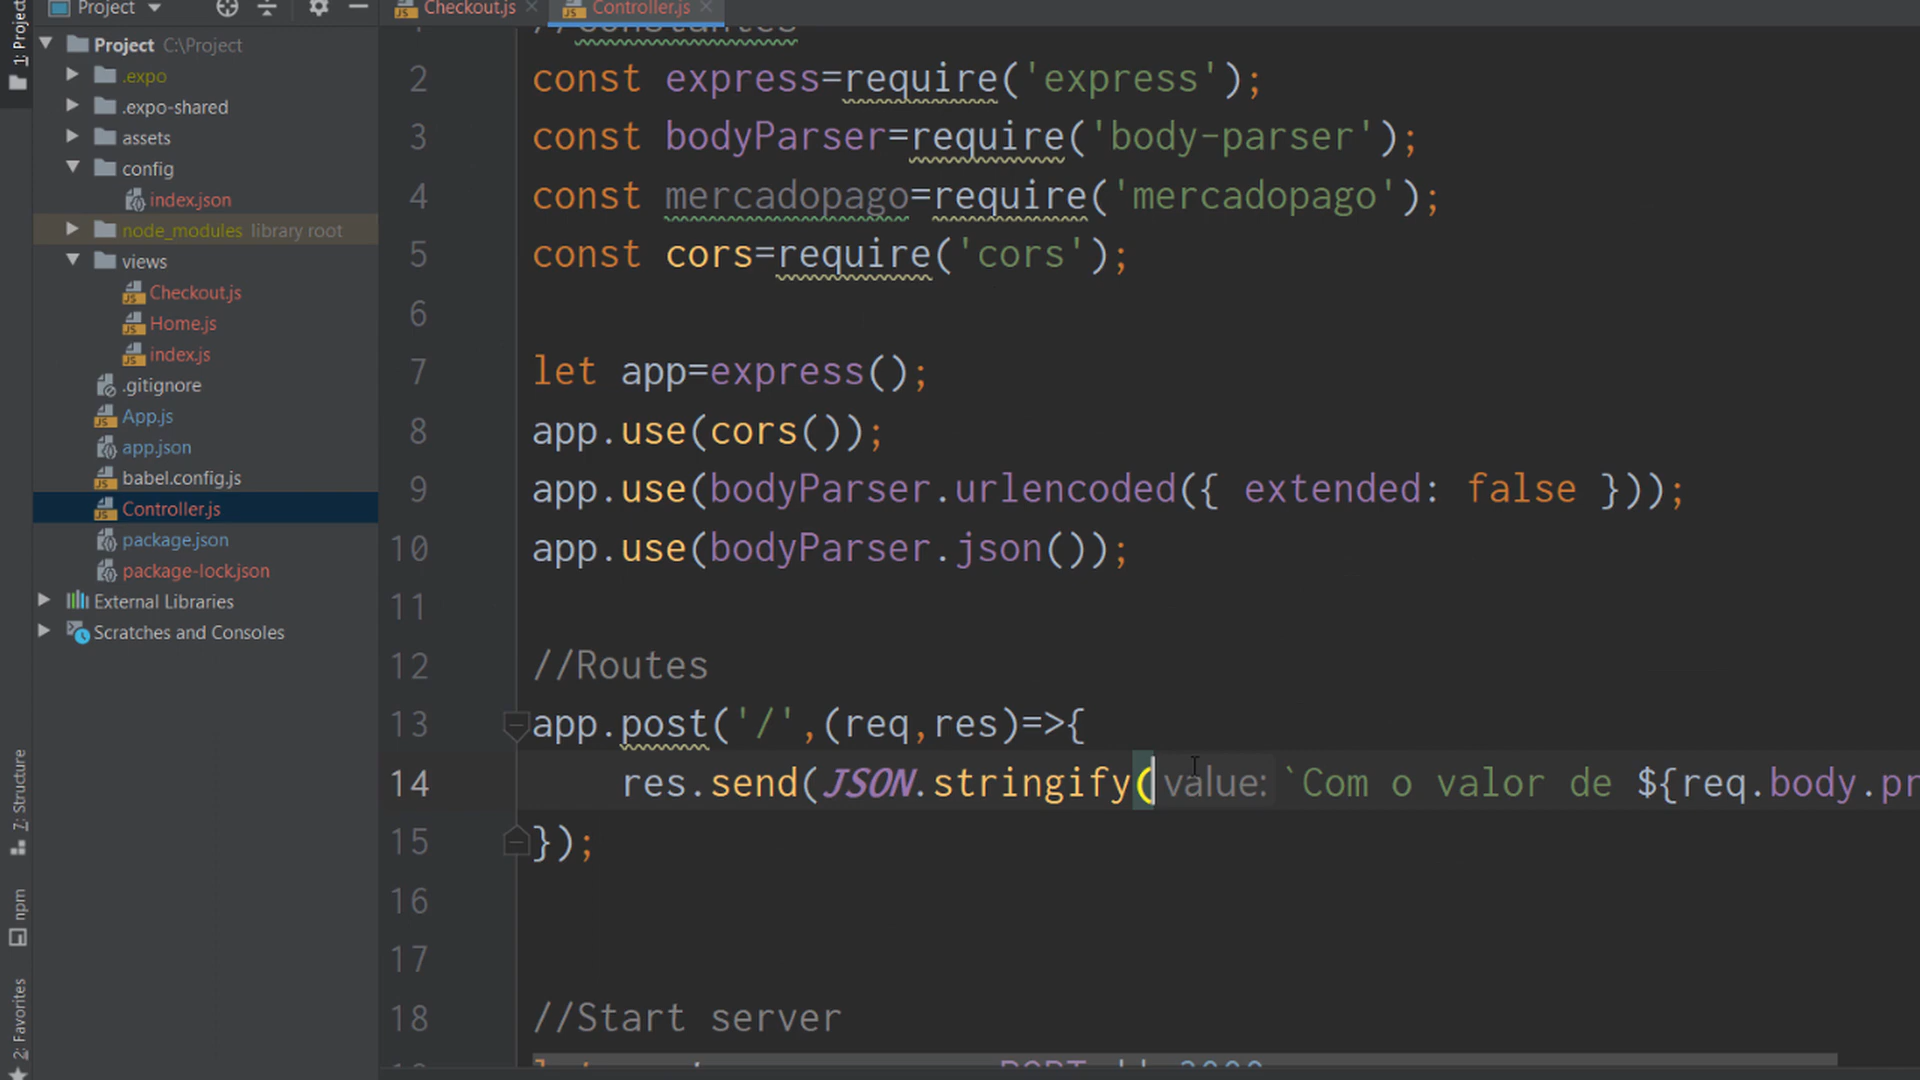 Project
Checkout.js
Controller.js
1: Project
Project C:\Project
.expo
.expo-shared
assets
config
index.json
node_modules library root
views
Checkout.js
Home.js
index.js
.gitignore
App.js
app.json
babel.config.js
Controller.js
package.json
package-lock.json
External Libraries
Scratches and Consoles
7: Structure
npm
2: Favorites
//Constantes
2 const express=require('express');
3 const bodyParser=require('body-parser');
4 const mercadopago=require('mercadopago');
5 const cors=require('cors');
6
7 let app=express();
8 app.use(cors());
9 app.use(bodyParser.urlencoded({ extended: false }));
10 app.use(bodyParser.json());
11
12 //Routes
13 app.post('/',(req,res)=>{
14 res.send(JSON.stringify( value: `Com o valor de ${req.body.pr
15 });
16
17
18 //Start server